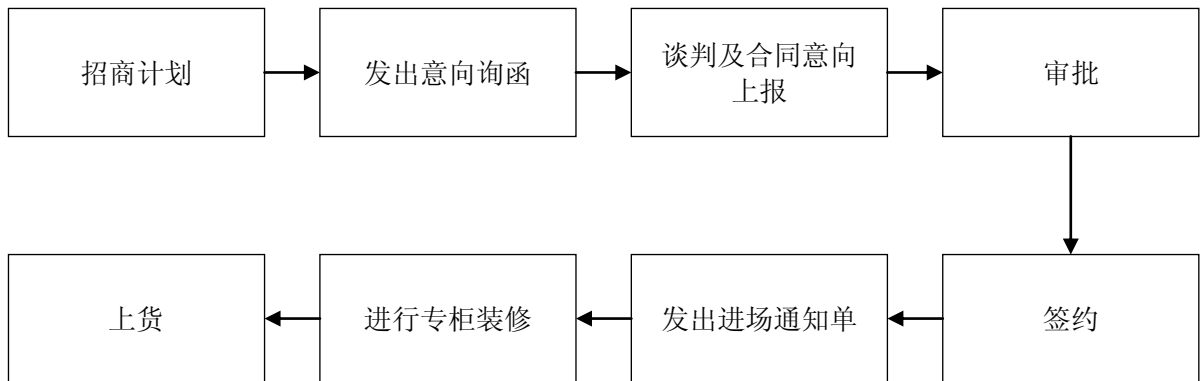 招商计划
发出意向询函
谈判及合同意向
上报
审批
上货
进行专柜装修
发出进场通知单
签约